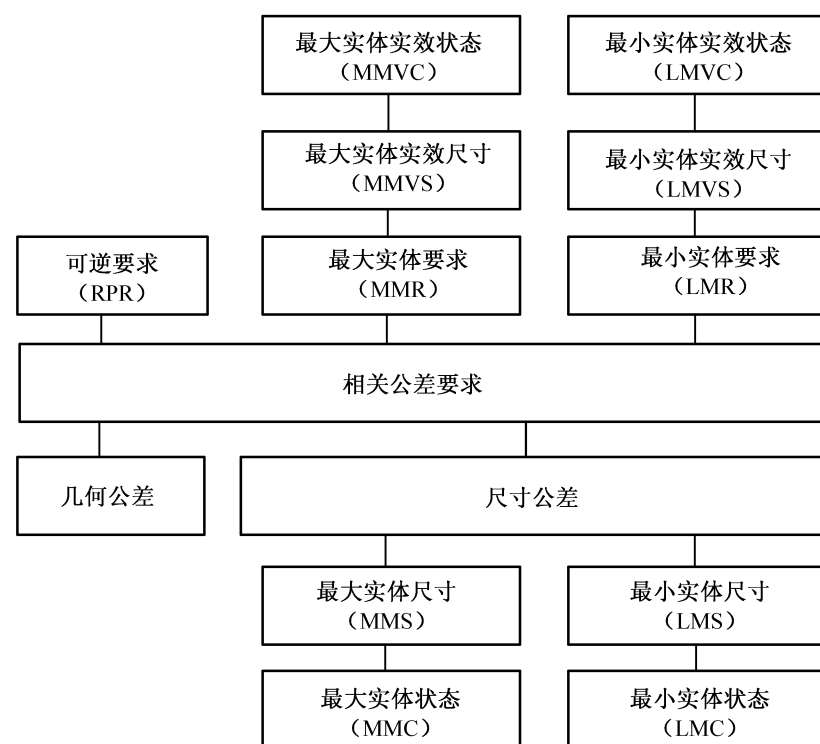 最大实体实效状态
（MMVC）
最小实体实效状态
（LMVC）
最大实体实效尺寸
（MMVS）
最小实体实效尺寸
（LMVS）
可逆要求
（RPR）
最大实体要求
（MMR）
最小实体要求
（LMR）
相关公差要求
几何公差
尺寸公差
最大实体尺寸
（MMS）
最小实体尺寸
（LMS）
最大实体状态
（MMC）
最小实体状态
（LMC）